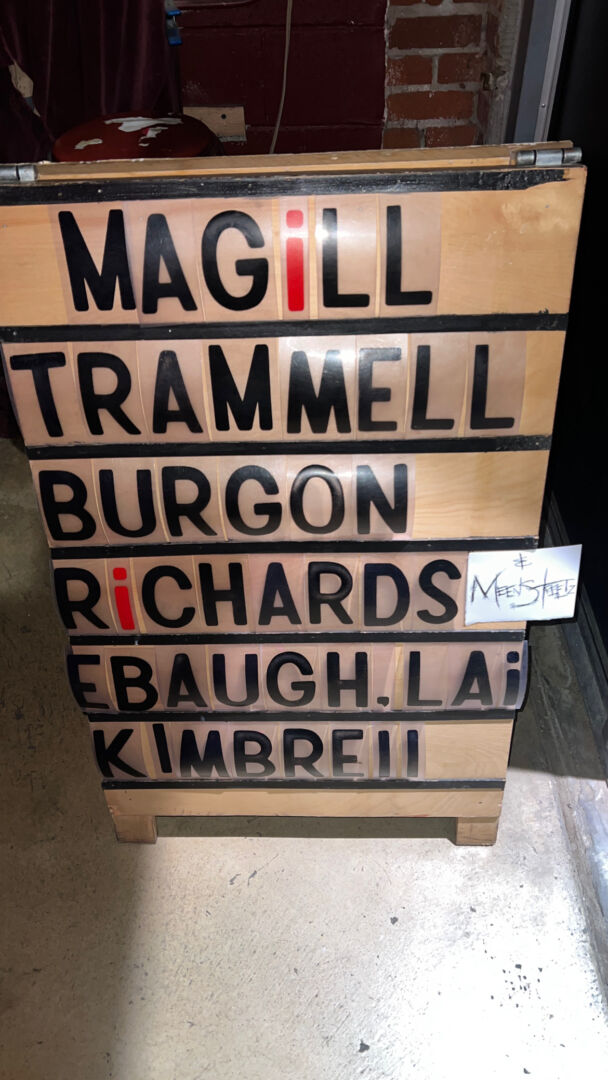 MAGiLL
TRAMMELL
BURGON
RiCHARDS
&
EBAUGH, LAi
KIMBREll